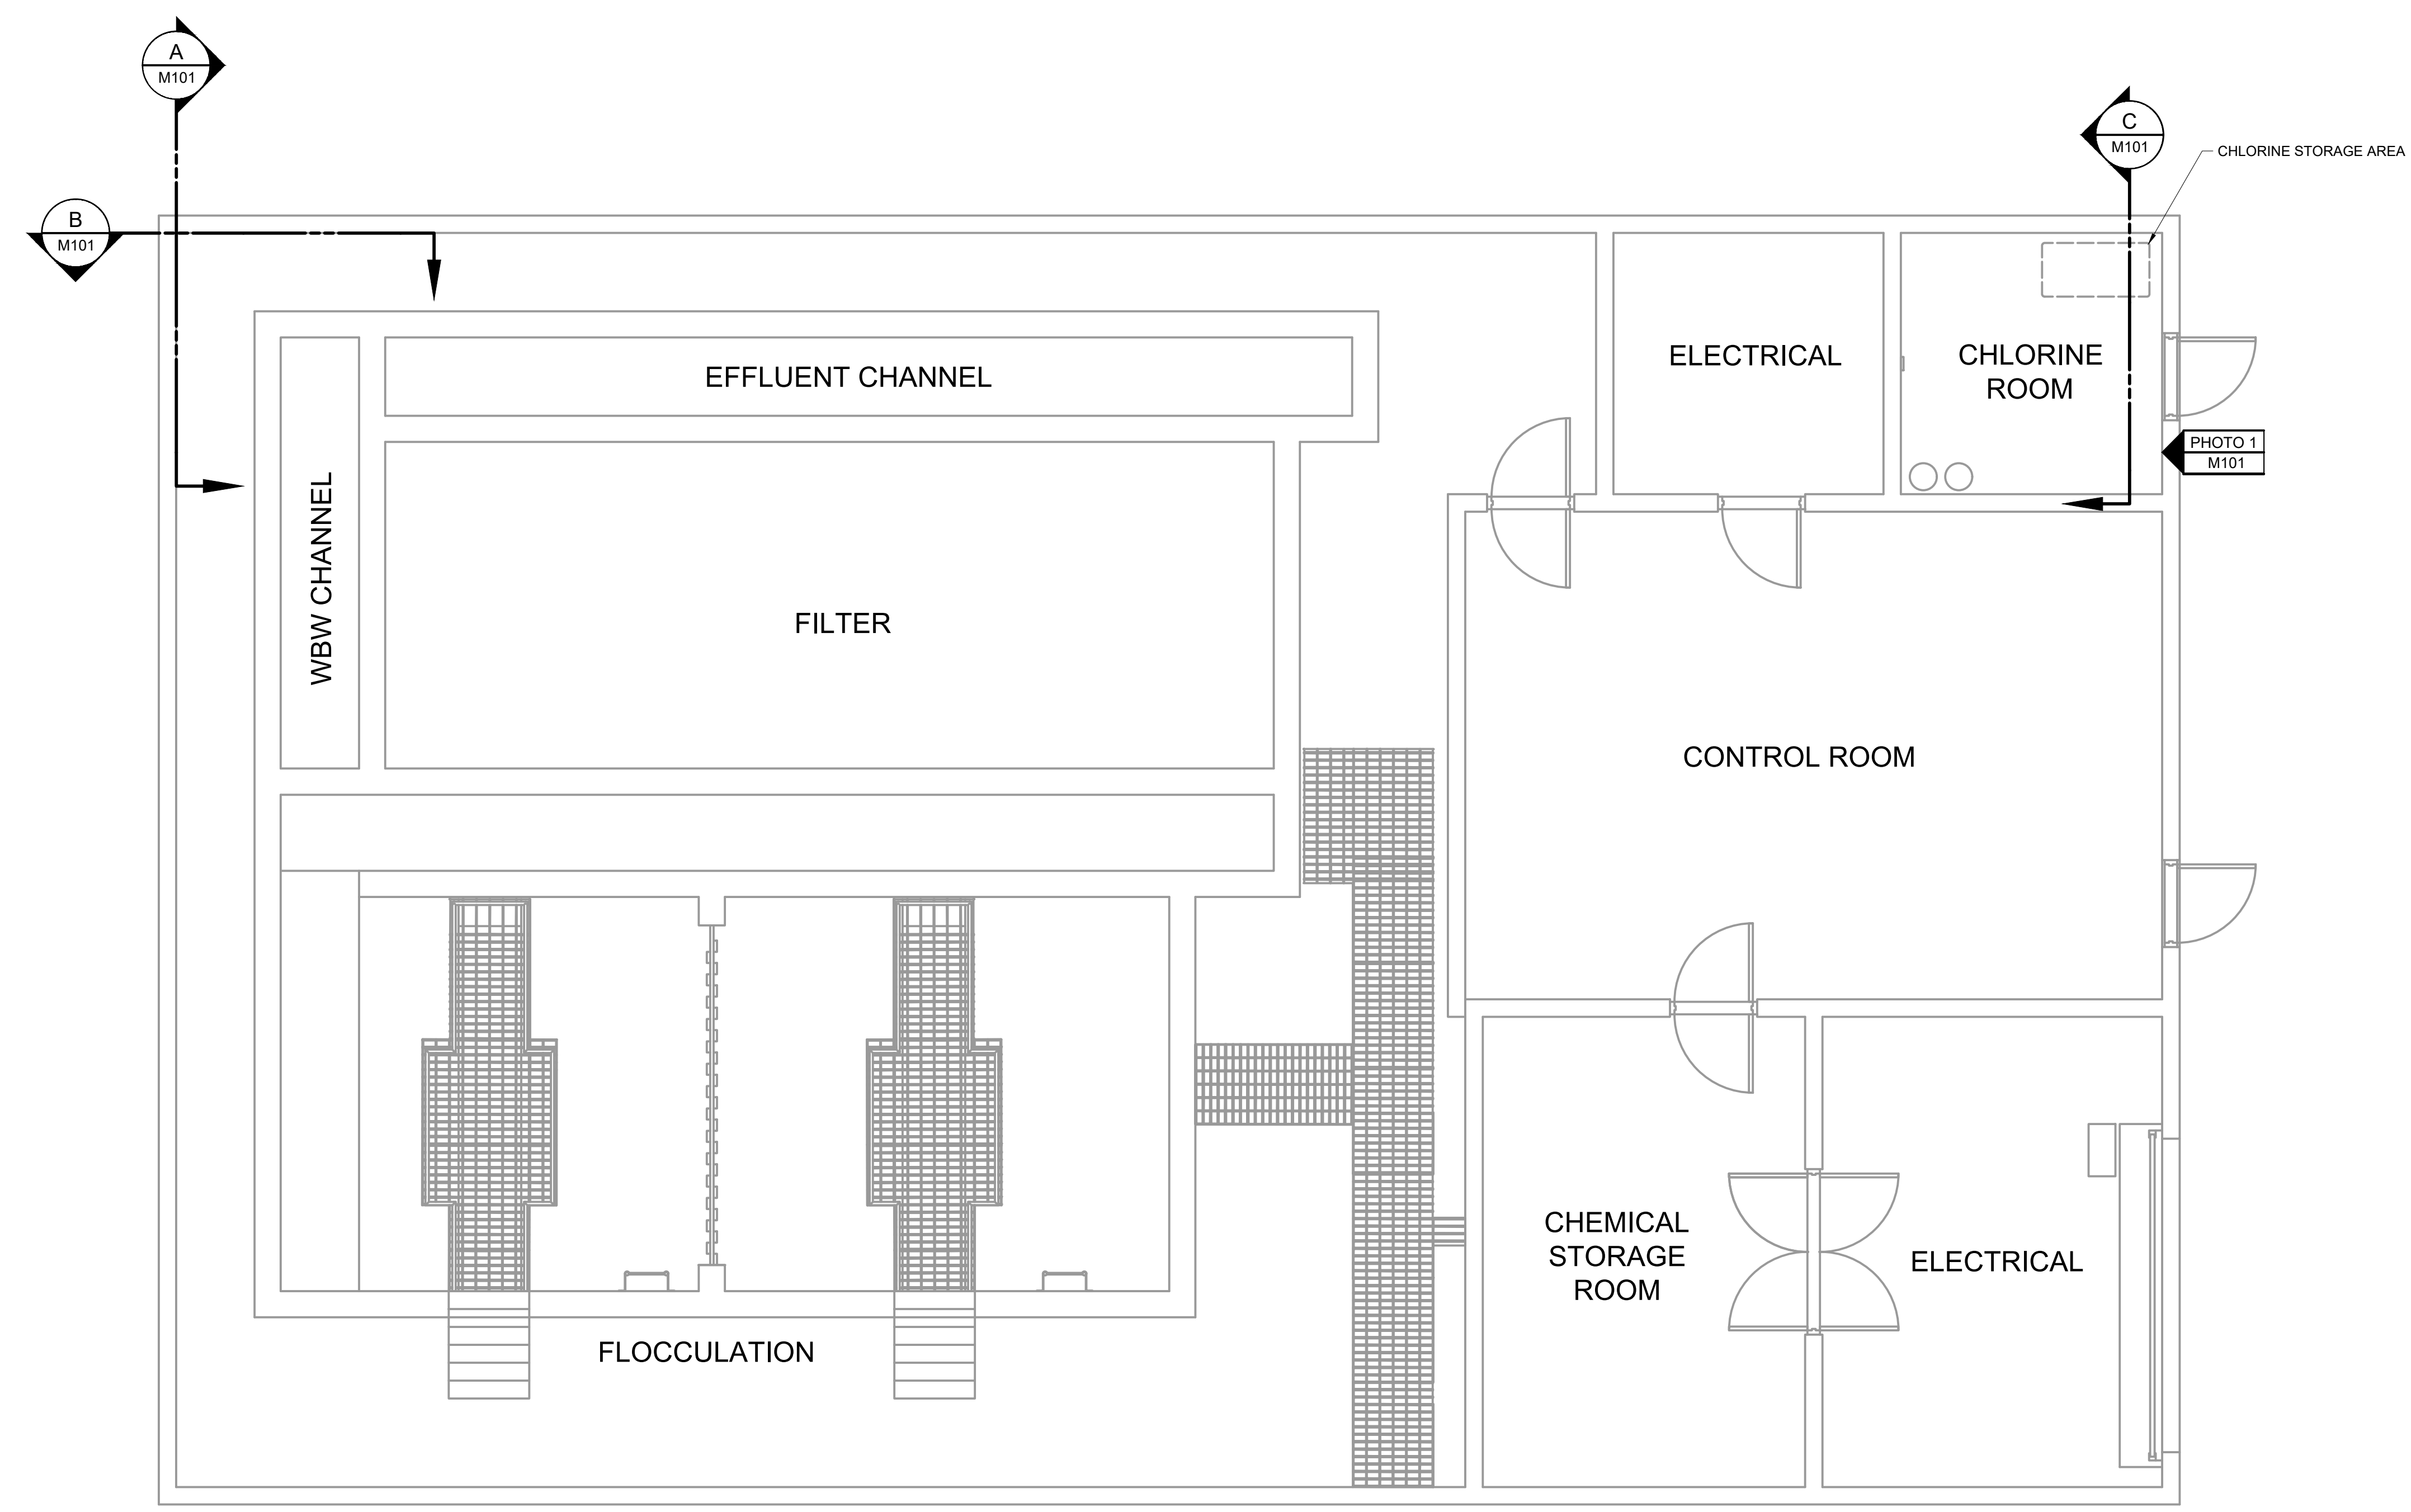 A
M101
C
M101
CHLORINE STORAGE AREA
B
M101
ELECTRICAL
CHLORINE
ROOM
EFFLUENT CHANNEL
PHOTO 1
M101
WBW CHANNEL
FILTER
CONTROL ROOM
CHEMICAL
STORAGE
ROOM
ELECTRICAL
FLOCCULATION